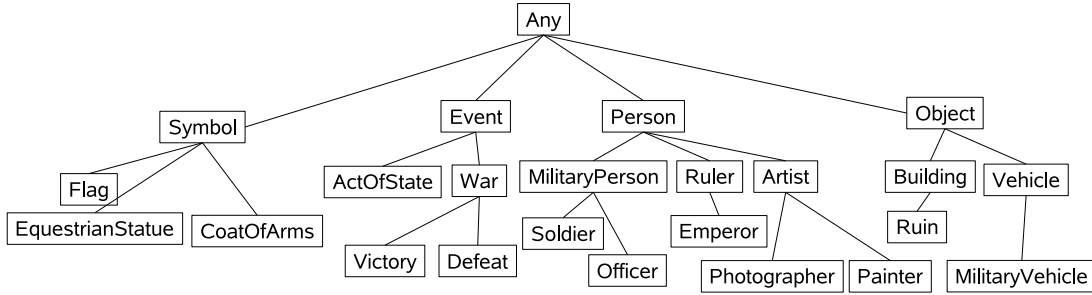 Any
Symbol
Event
Person
Object
Flag
EquestrianStatue
CoatOfArms
ActOfState
War
Victory
Defeat
MilitaryPerson
Ruler
Artist
Soldier
Officer
Emperor
Photographer
Painter
Building
Vehicle
Ruin
MilitaryVehicle